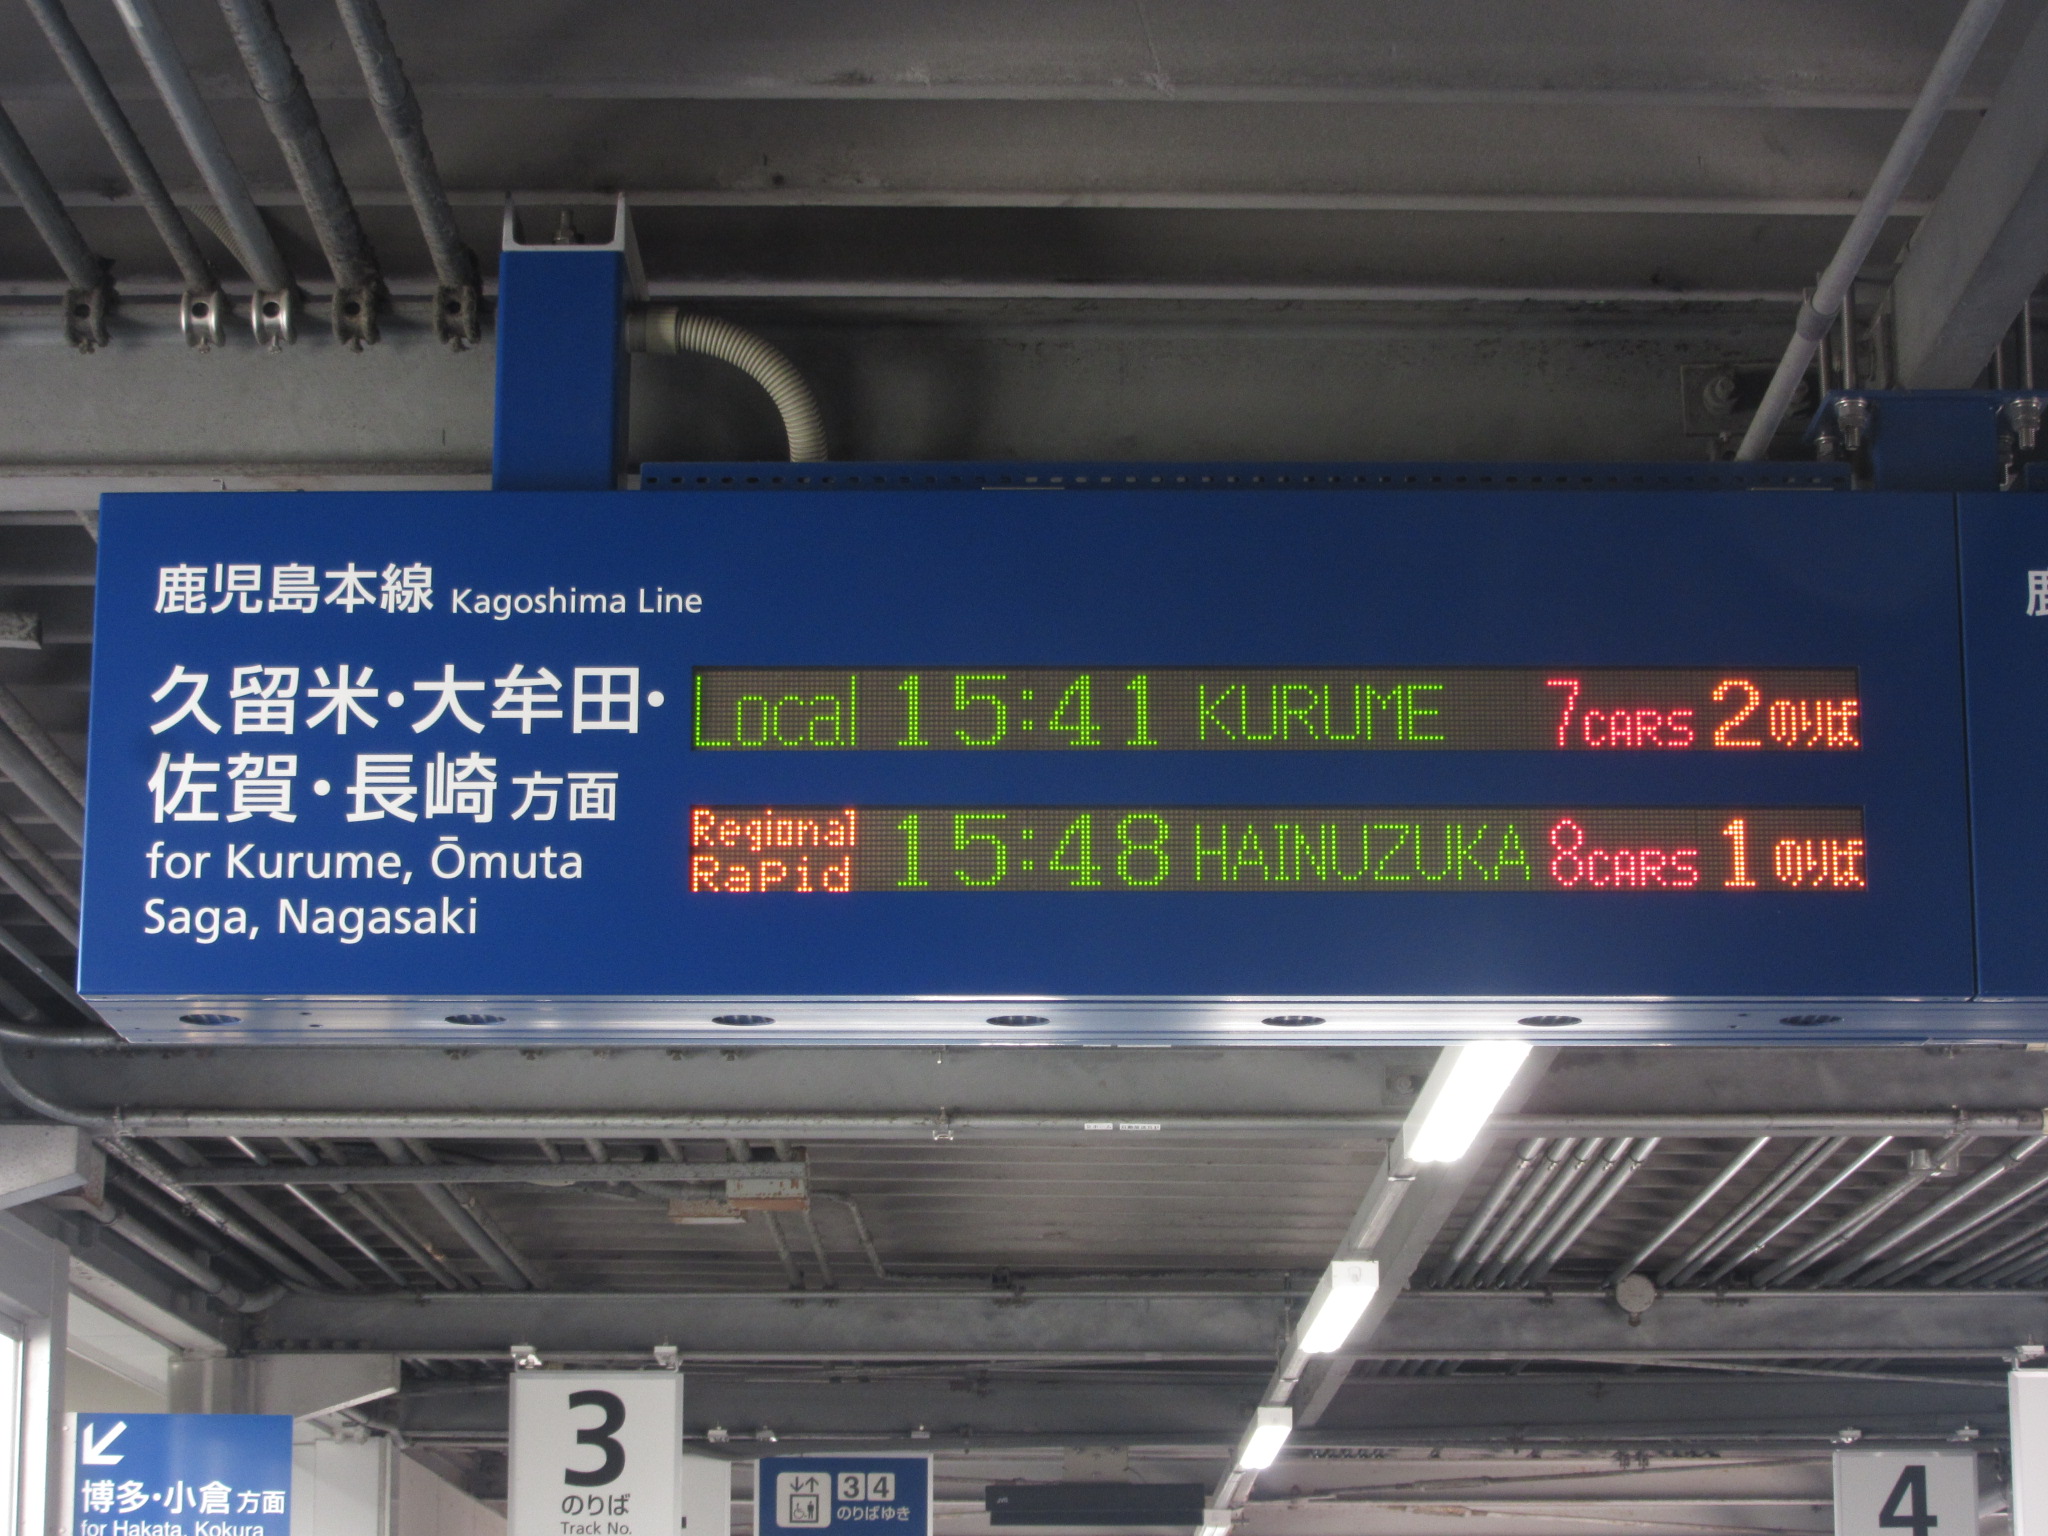 鹿児島本線 Kagoshima Line
久留米・大牟田・
佐賀・長崎 方面
for Kurume, Ōmuta
Saga, Nagasaki
Local 15:41 KURUME 7CARS 2のりば
Regional
RaPid 15:48 HAINUZUKA 8CARS 1のりば
鹿
博多・小倉方面
for Hakata, Kokura
3
のりば
Track No.
3 4
のりばゆき
4